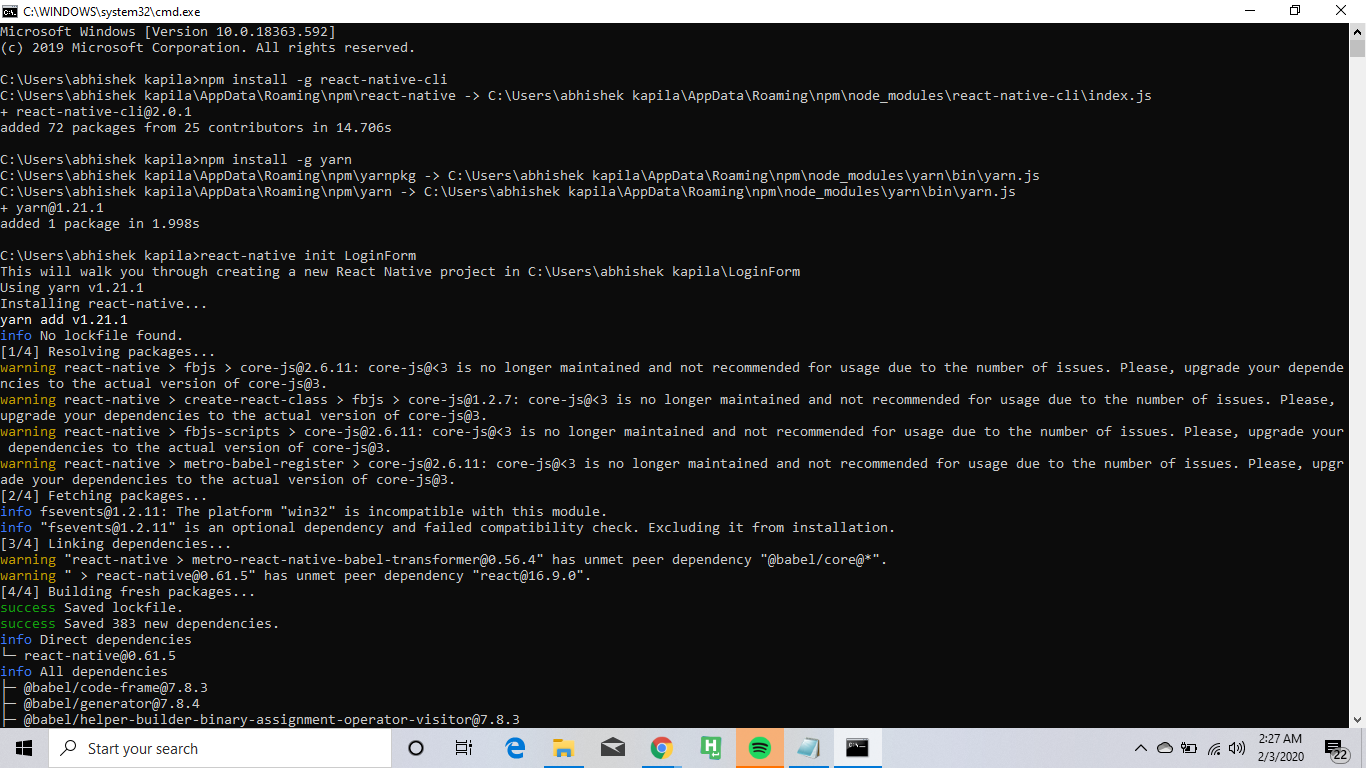 C:\WINDOWS\system32\cmd.exe
Microsoft Windows [Version 10.0.18363.592]
(c) 2019 Microsoft Corporation. All rights reserved.
C:\Users\abhishek kapila>npm install -g react-native-cli
C:\Users\abhishek kapila\AppData\Roaming\npm\react-native -> C:\Users\abhishek kapila\AppData\Roaming\npm\node_modules\react-native-cli\index.js
+ react-native-cli@2.0.1
added 72 packages from 25 contributors in 14.706s
C:\Users\abhishek kapila>npm install -g yarn
C:\Users\abhishek kapila\AppData\Roaming\npm\yarnpkg -> C:\Users\abhishek kapila\AppData\Roaming\npm\node_modules\yarn\bin\yarn.js
C:\Users\abhishek kapila\AppData\Roaming\npm\yarn -> C:\Users\abhishek kapila\AppData\Roaming\npm\node_modules\yarn\bin\yarn.js
+ yarn@1.21.1
added 1 package in 1.998s
C:\Users\abhishek kapila>react-native init LoginForm
This will walk you through creating a new React Native project in C:\Users\abhishek kapila\LoginForm
Using yarn v1.21.1
Installing react-native...
yarn add v1.21.1
info No lockfile found.
[1/4] Resolving packages...
warning react-native > fbjs > core-js@2.6.11: core-js@<3 is no longer maintained and not recommended for usage due to the number of issues. Please, upgrade your depende
ncies to the actual version of core-js@3.
warning react-native > create-react-class > fbjs > core-js@1.2.7: core-js@<3 is no longer maintained and not recommended for usage due to the number of issues. Please,
upgrade your dependencies to the actual version of core-js@3.
warning react-native > fbjs-scripts > core-js@2.6.11: core-js@<3 is no longer maintained and not recommended for usage due to the number of issues. Please, upgrade your
dependencies to the actual version of core-js@3.
warning react-native > metro-babel-register > core-js@2.6.11: core-js@<3 is no longer maintained and not recommended for usage due to the number of issues. Please, upgr
ade your dependencies to the actual version of core-js@3.
[2/4] Fetching packages...
info fsevents@1.2.11: The platform "win32" is incompatible with this module.
info "fsevents@1.2.11" is an optional dependency and failed compatibility check. Excluding it from installation.
[3/4] Linking dependencies...
warning "react-native > metro-react-native-babel-transformer@0.56.4" has unmet peer dependency "@babel/core@*".
warning " > react-native@0.61.5" has unmet peer dependency "react@16.9.0".
[4/4] Building fresh packages...
success Saved lockfile.
success Saved 383 new dependencies.
info Direct dependencies
└─ react-native@0.61.5
info All dependencies
├─ @babel/code-frame@7.8.3
├─ @babel/generator@7.8.4
├─ @babel/helper-builder-binary-assignment-operator-visitor@7.8.3
Start your search
2:27 AM
2/3/2020
22